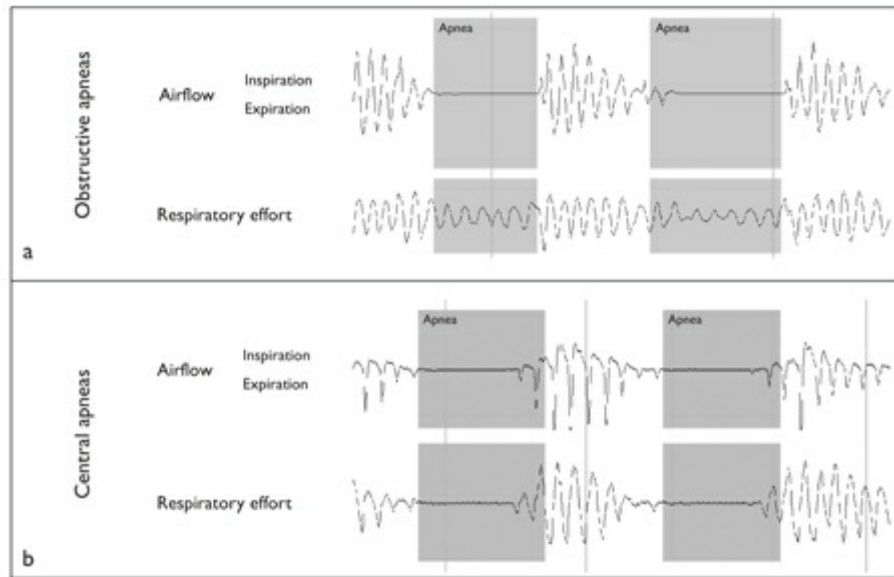 Obstructive apneas
Apnea
Apnea
Airflow
Inspiration
Expiration
Respiratory effort
a
Central apneas
Apnea
Apnea
Airflow
Inspiration
Expiration
Respiratory effort
b